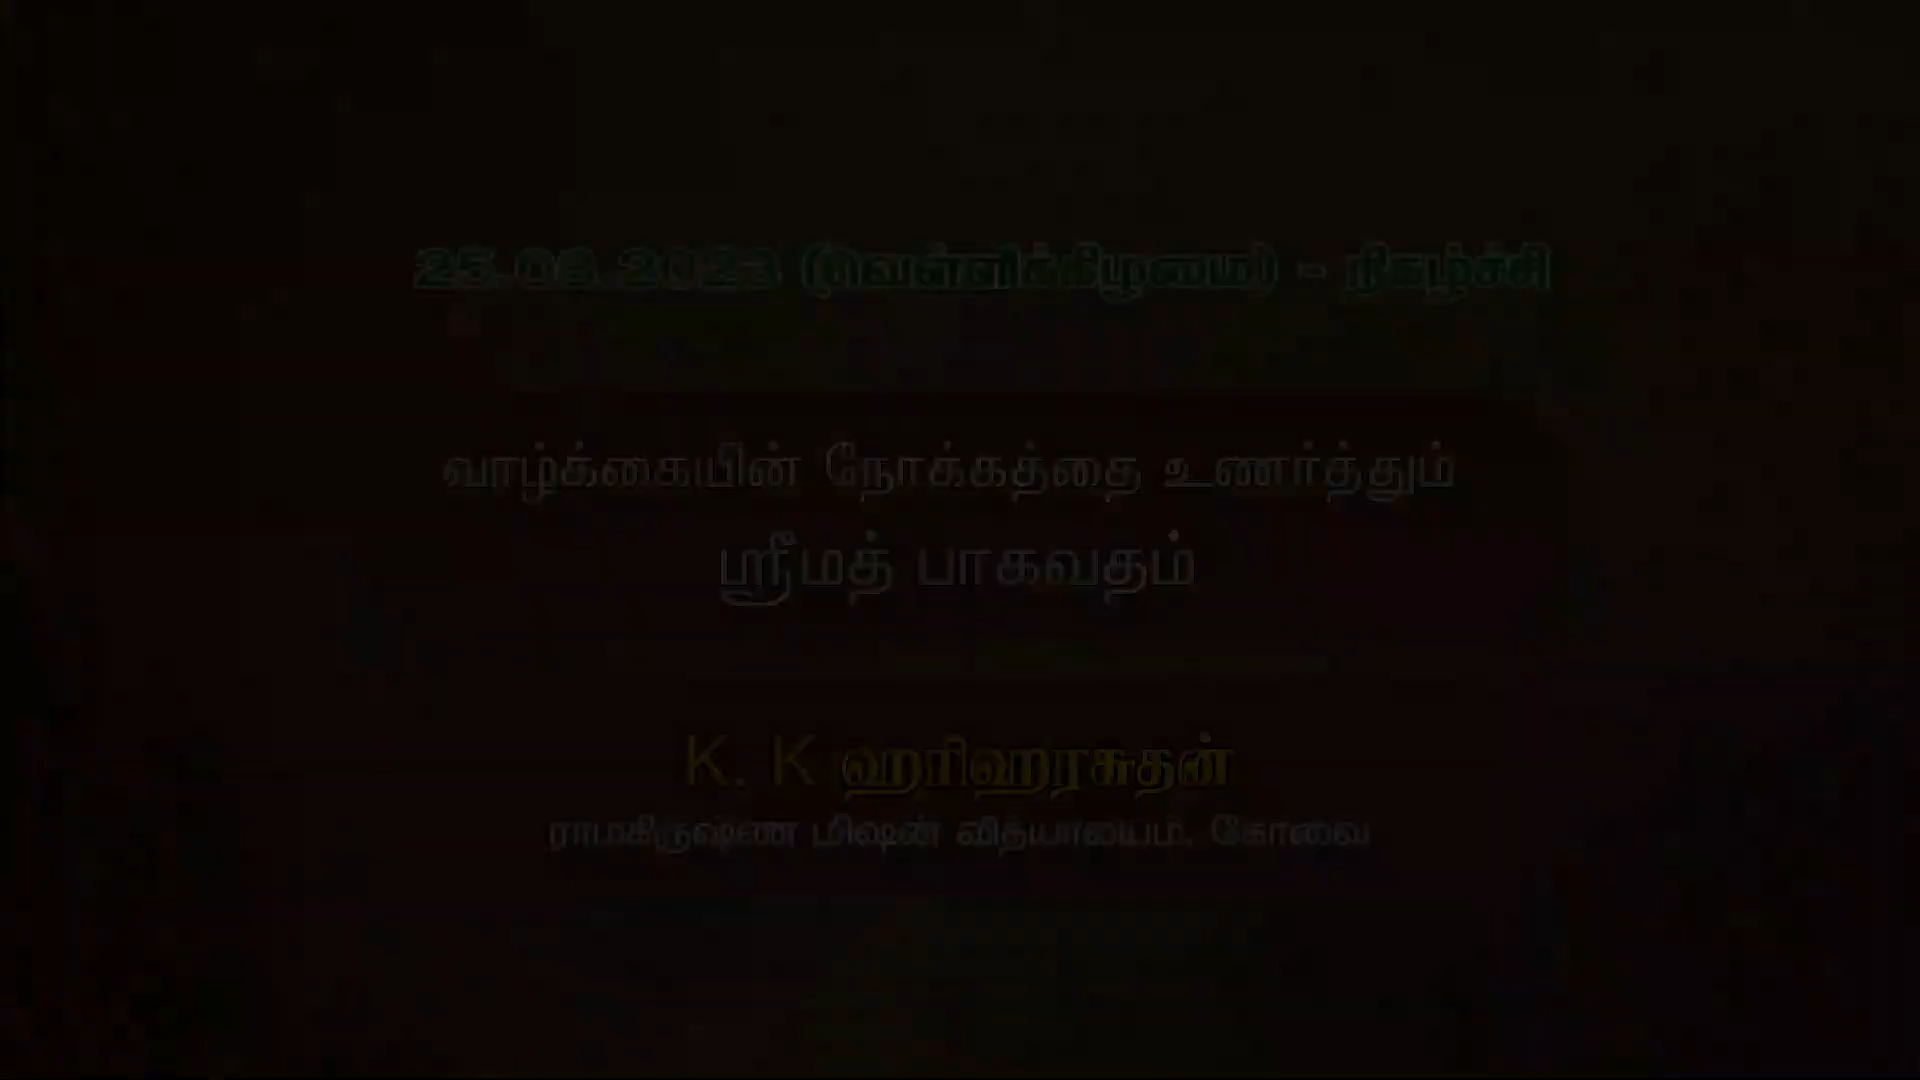 25.08.2023 (வெள்ளிக்கிழமை) - நிகழ்ச்சி
வாழ்க்கையின் நோக்கத்தை உணர்த்தும்
ஸ்ரீமத் பாகவதம்
K. K ஹரிஹரசுதன்
ராமகிருஷ்ண மிஷன் வித்யாலயம், கோவை